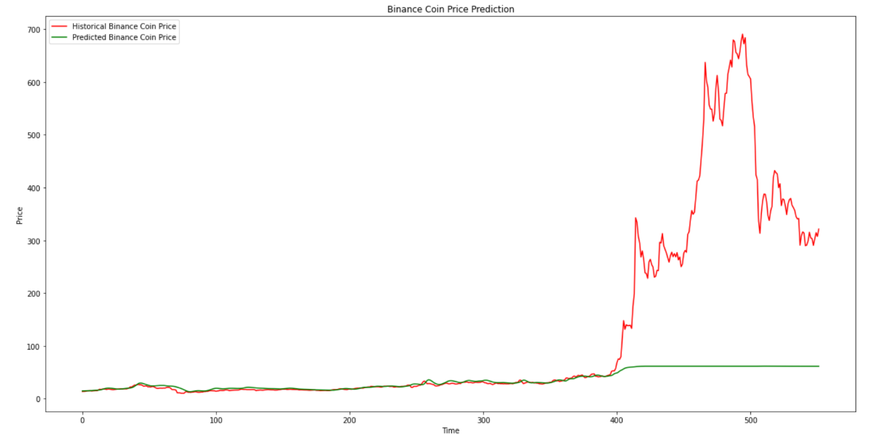 Binance Coin Price Prediction
Historical Binance Coin Price
Predicted Binance Coin Price
700
600
500
400
300
200
100
0
Price
0 100 200 300 400 500
Time